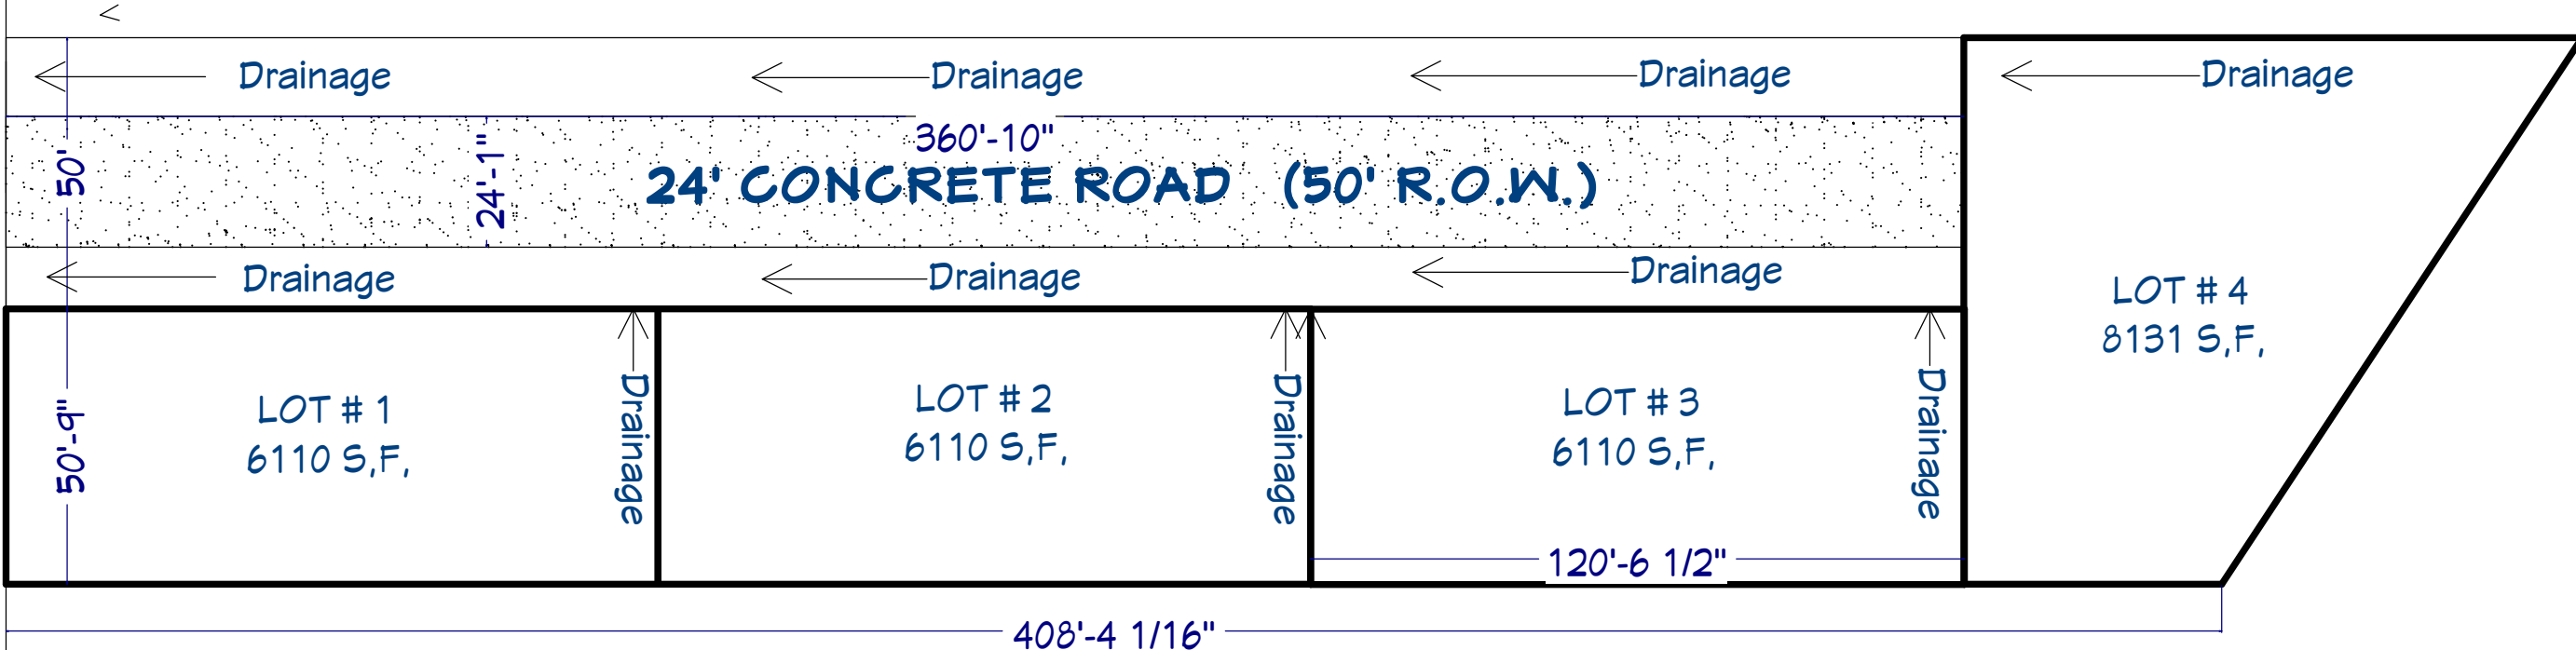 Drainage Drainage Drainage Drainage
360'-10"
50' 24'-1" 24' CONCRETE ROAD (50' R.O.W.)
Drainage Drainage Drainage
LOT # 4
8131 S,F,
50'-9"
LOT # 1
6110 S,F,
Drainage
LOT # 2
6110 S,F,
Drainage
LOT # 3
6110 S,F,
Drainage
120'-6 1/2"
408'-4 1/16"